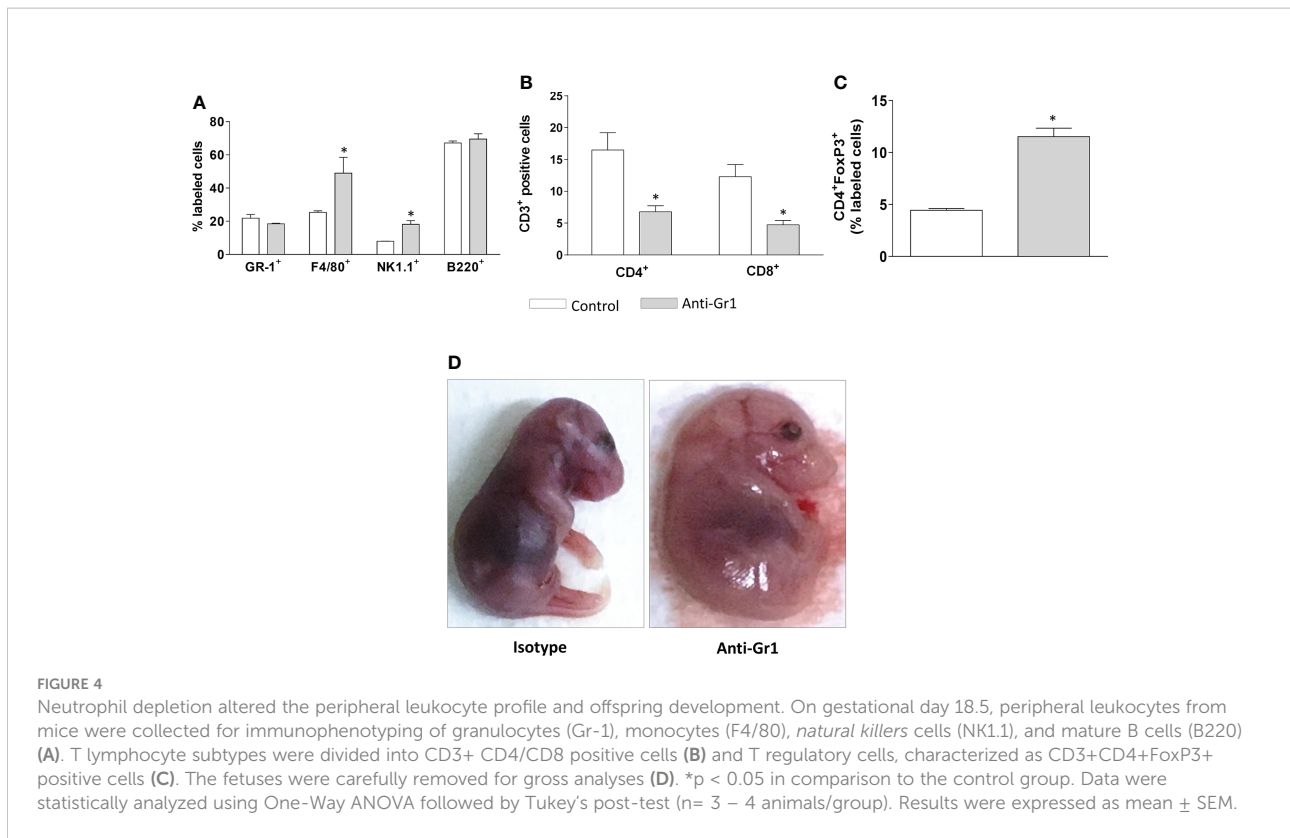 A
% labeled cells
80
60
40
20
0
*
*
GR-1⁺
F4/80⁺
NK1.1⁺
B220⁺
B
CD3⁺ positive cells
25
20
15
10
5
0
*
*
CD4⁺
CD8⁺
C
CD4⁺FoxP3⁺
(% labeled cells)
15
10
5
0
*
Control
Anti-Gr1
D
Isotype
Anti-Gr1
FIGURE 4
Neutrophil depletion altered the peripheral leukocyte profile and offspring development. On gestational day 18.5, peripheral leukocytes from
mice were collected for immunophenotyping of granulocytes (Gr-1), monocytes (F4/80), natural killers cells (NK1.1), and mature B cells (B220)
(A). T lymphocyte subtypes were divided into CD3+ CD4/CD8 positive cells (B) and T regulatory cells, characterized as CD3+CD4+FoxP3+
positive cells (C). The fetuses were carefully removed for gross analyses (D). *p < 0.05 in comparison to the control group. Data were
statistically analyzed using One-Way ANOVA followed by Tukey's post-test (n= 3 – 4 animals/group). Results were expressed as mean ± SEM.